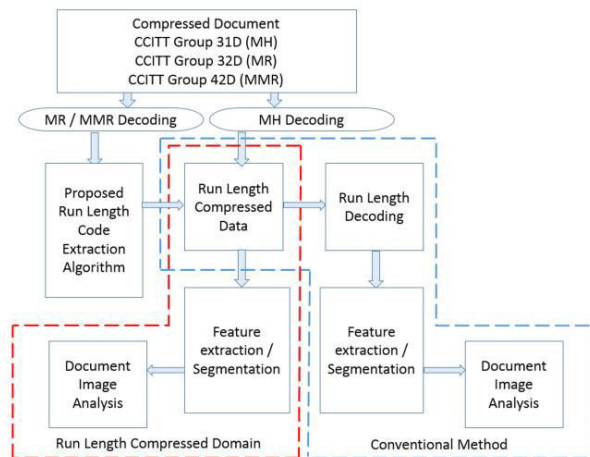 Compressed Document
CCITT Group 31D (MH)
CCITT Group 32D (MR)
CCITT Group 42D (MMR)
MR / MMR Decoding
MH Decoding
Proposed
Run Length
Code
Extraction
Algorithm
Run Length
Compressed
Data
Run Length
Decoding
Feature
extraction /
Segmentation
Document
Image
Analysis
Feature
extraction /
Segmentation
Document
Image
Analysis
Run Length Compressed Domain
Conventional Method